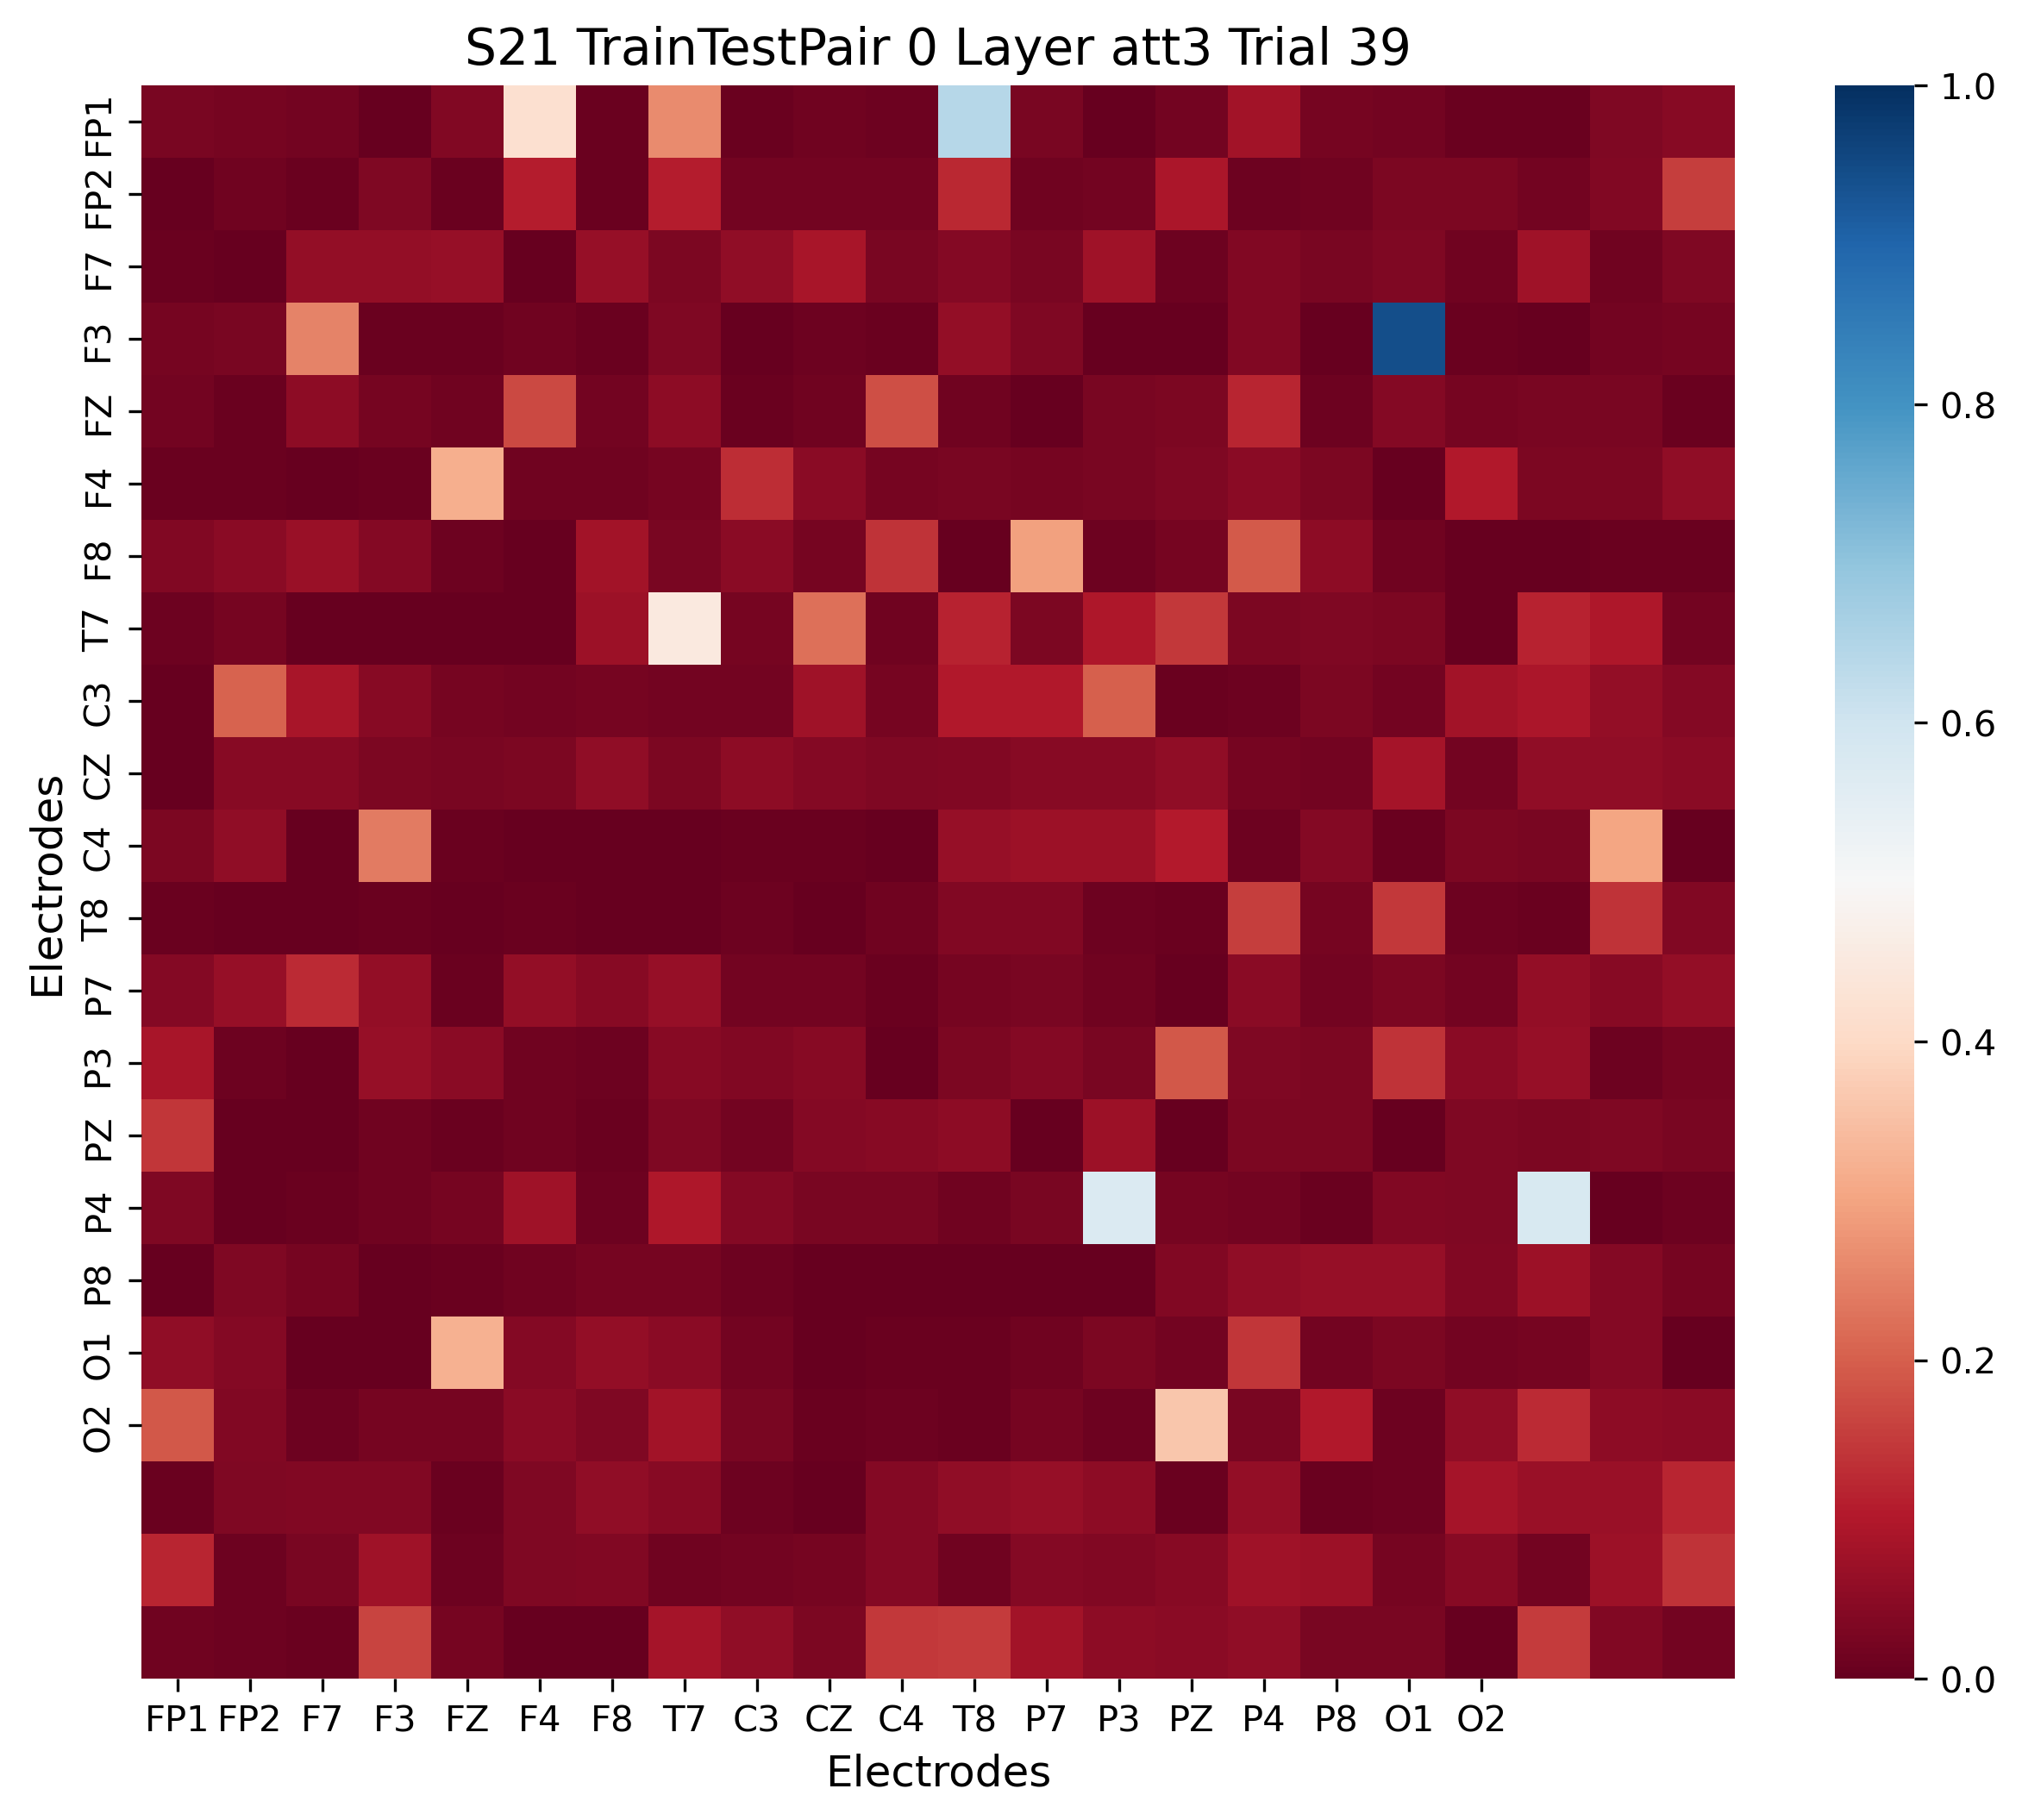 S21 TrainTestPair 0 Layer att3 Trial 39
Electrodes
FP1
FP2
F7
F3
FZ
F4
F8
T7
C3
CZ
C4
T8
P7
P3
PZ
P4
P8
O1
O2
FP1 FP2 F7 F3 FZ F4 F8 T7 C3 CZ C4 T8 P7 P3 PZ P4 P8 O1 O2
Electrodes
1.0
0.8
0.6
0.4
0.2
0.0